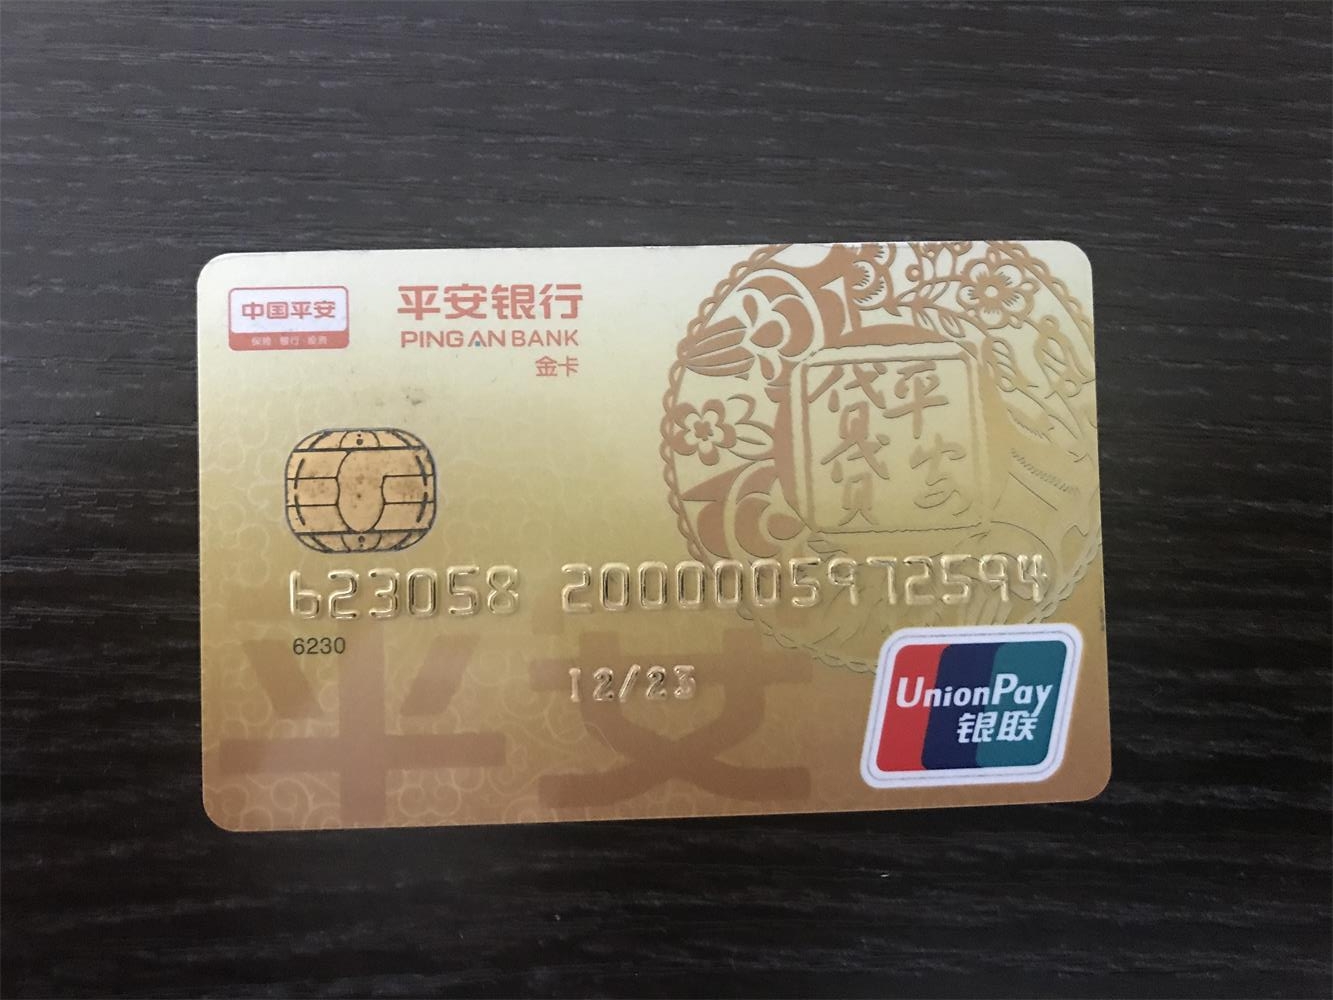 中国平安
保险 · 银行 · 投资
平安银行
PING AN BANK
金卡
平安
贷贷
623058 2000005972594
6230
12/23
平安
UnionPay
银联